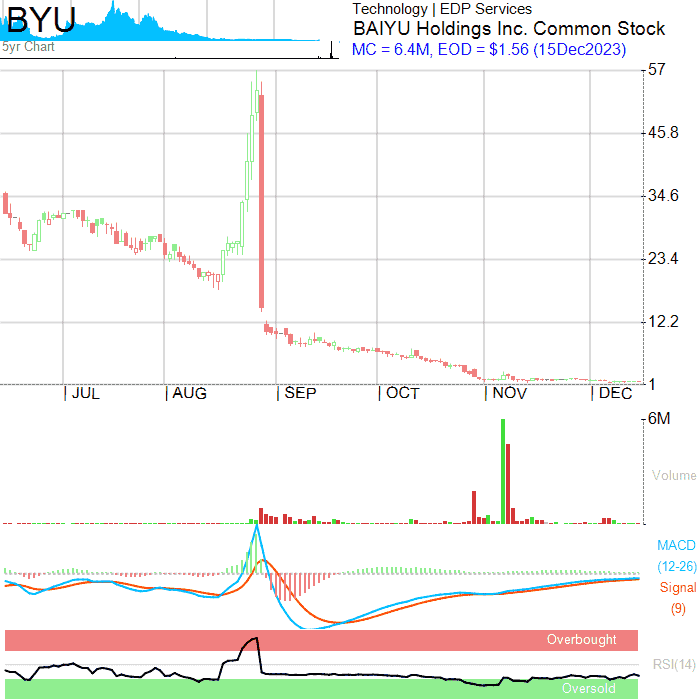 BYU
5yr Chart
Technology | EDP Services
BAIYU Holdings Inc. Common Stock
MC = 6.4M, EOD = $1.56 (15Dec2023)
57
45.8
34.6
23.4
12.2
1
JUL
AUG
SEP
OCT
NOV
DEC
6M
Volume
MACD
(12-26)
Signal
(9)
Overbought
RSI(14)
Oversold